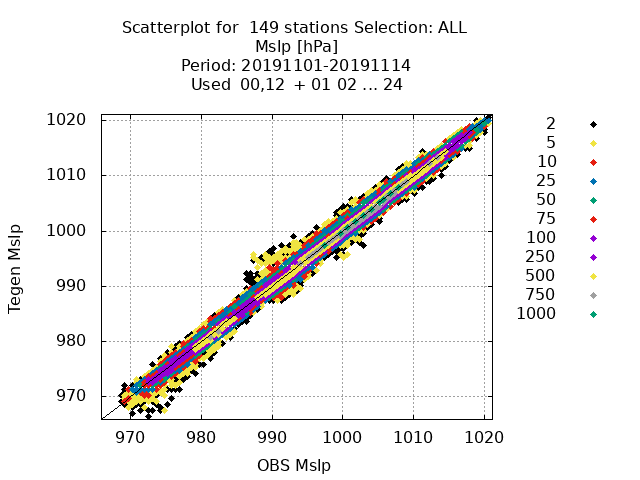 Scatterplot for  149 stations Selection: ALL
Mslp [hPa]
Period: 20191101-20191114
Used  00,12  + 01 02 ... 24
1020
1010
1000
990
980
970
Tegen Mslp
970 980 990 1000 1010 1020
OBS Mslp
2
5
10
25
50
75
100
250
500
750
1000